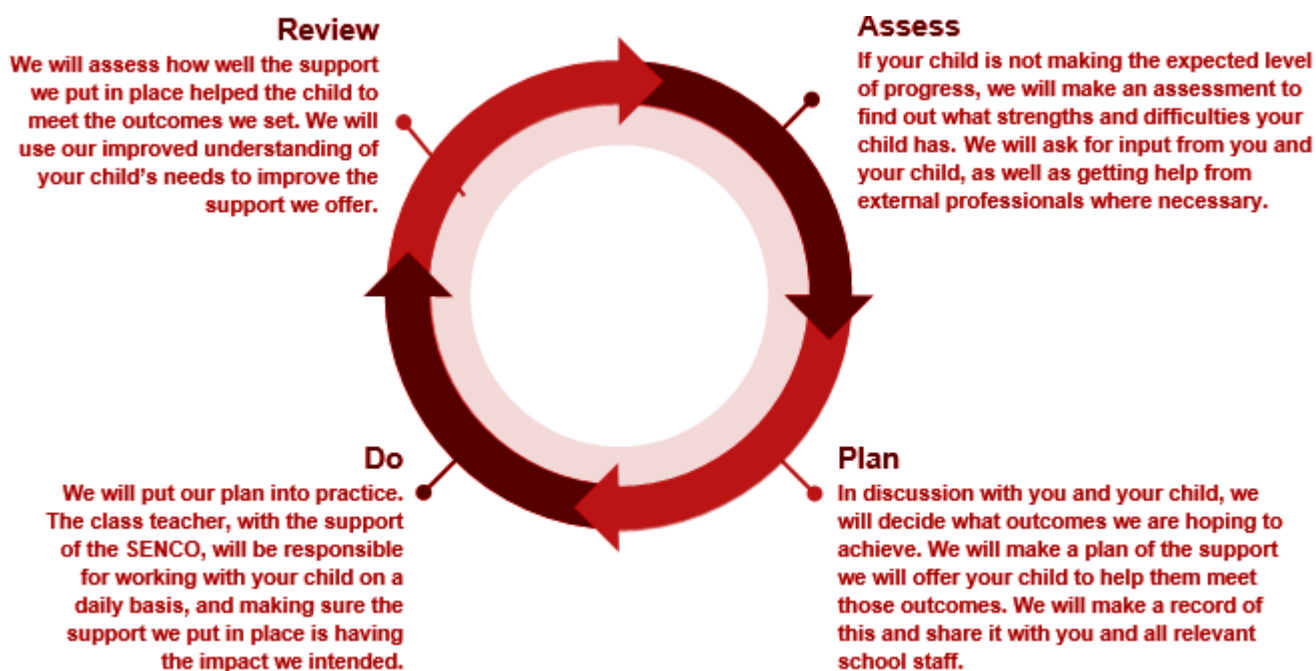 Review
We will assess how well the support
we put in place helped the child to
meet the outcomes we set. We will
use our improved understanding of
your child's needs to improve the
support we offer.
Assess
If your child is not making the expected level
of progress, we will make an assessment to
find out what strengths and difficulties your
child has. We will ask for input from you and
your child, as well as getting help from
external professionals where necessary.
Do
We will put our plan into practice.
The class teacher, with the support
of the SENCO, will be responsible
for working with your child on a
daily basis, and making sure the
support we put in place is having
the impact we intended.
Plan
In discussion with you and your child, we
will decide what outcomes we are hoping to
achieve. We will make a plan of the support
we will offer your child to help them meet
those outcomes. We will make a record of
this and share it with you and all relevant
school staff.